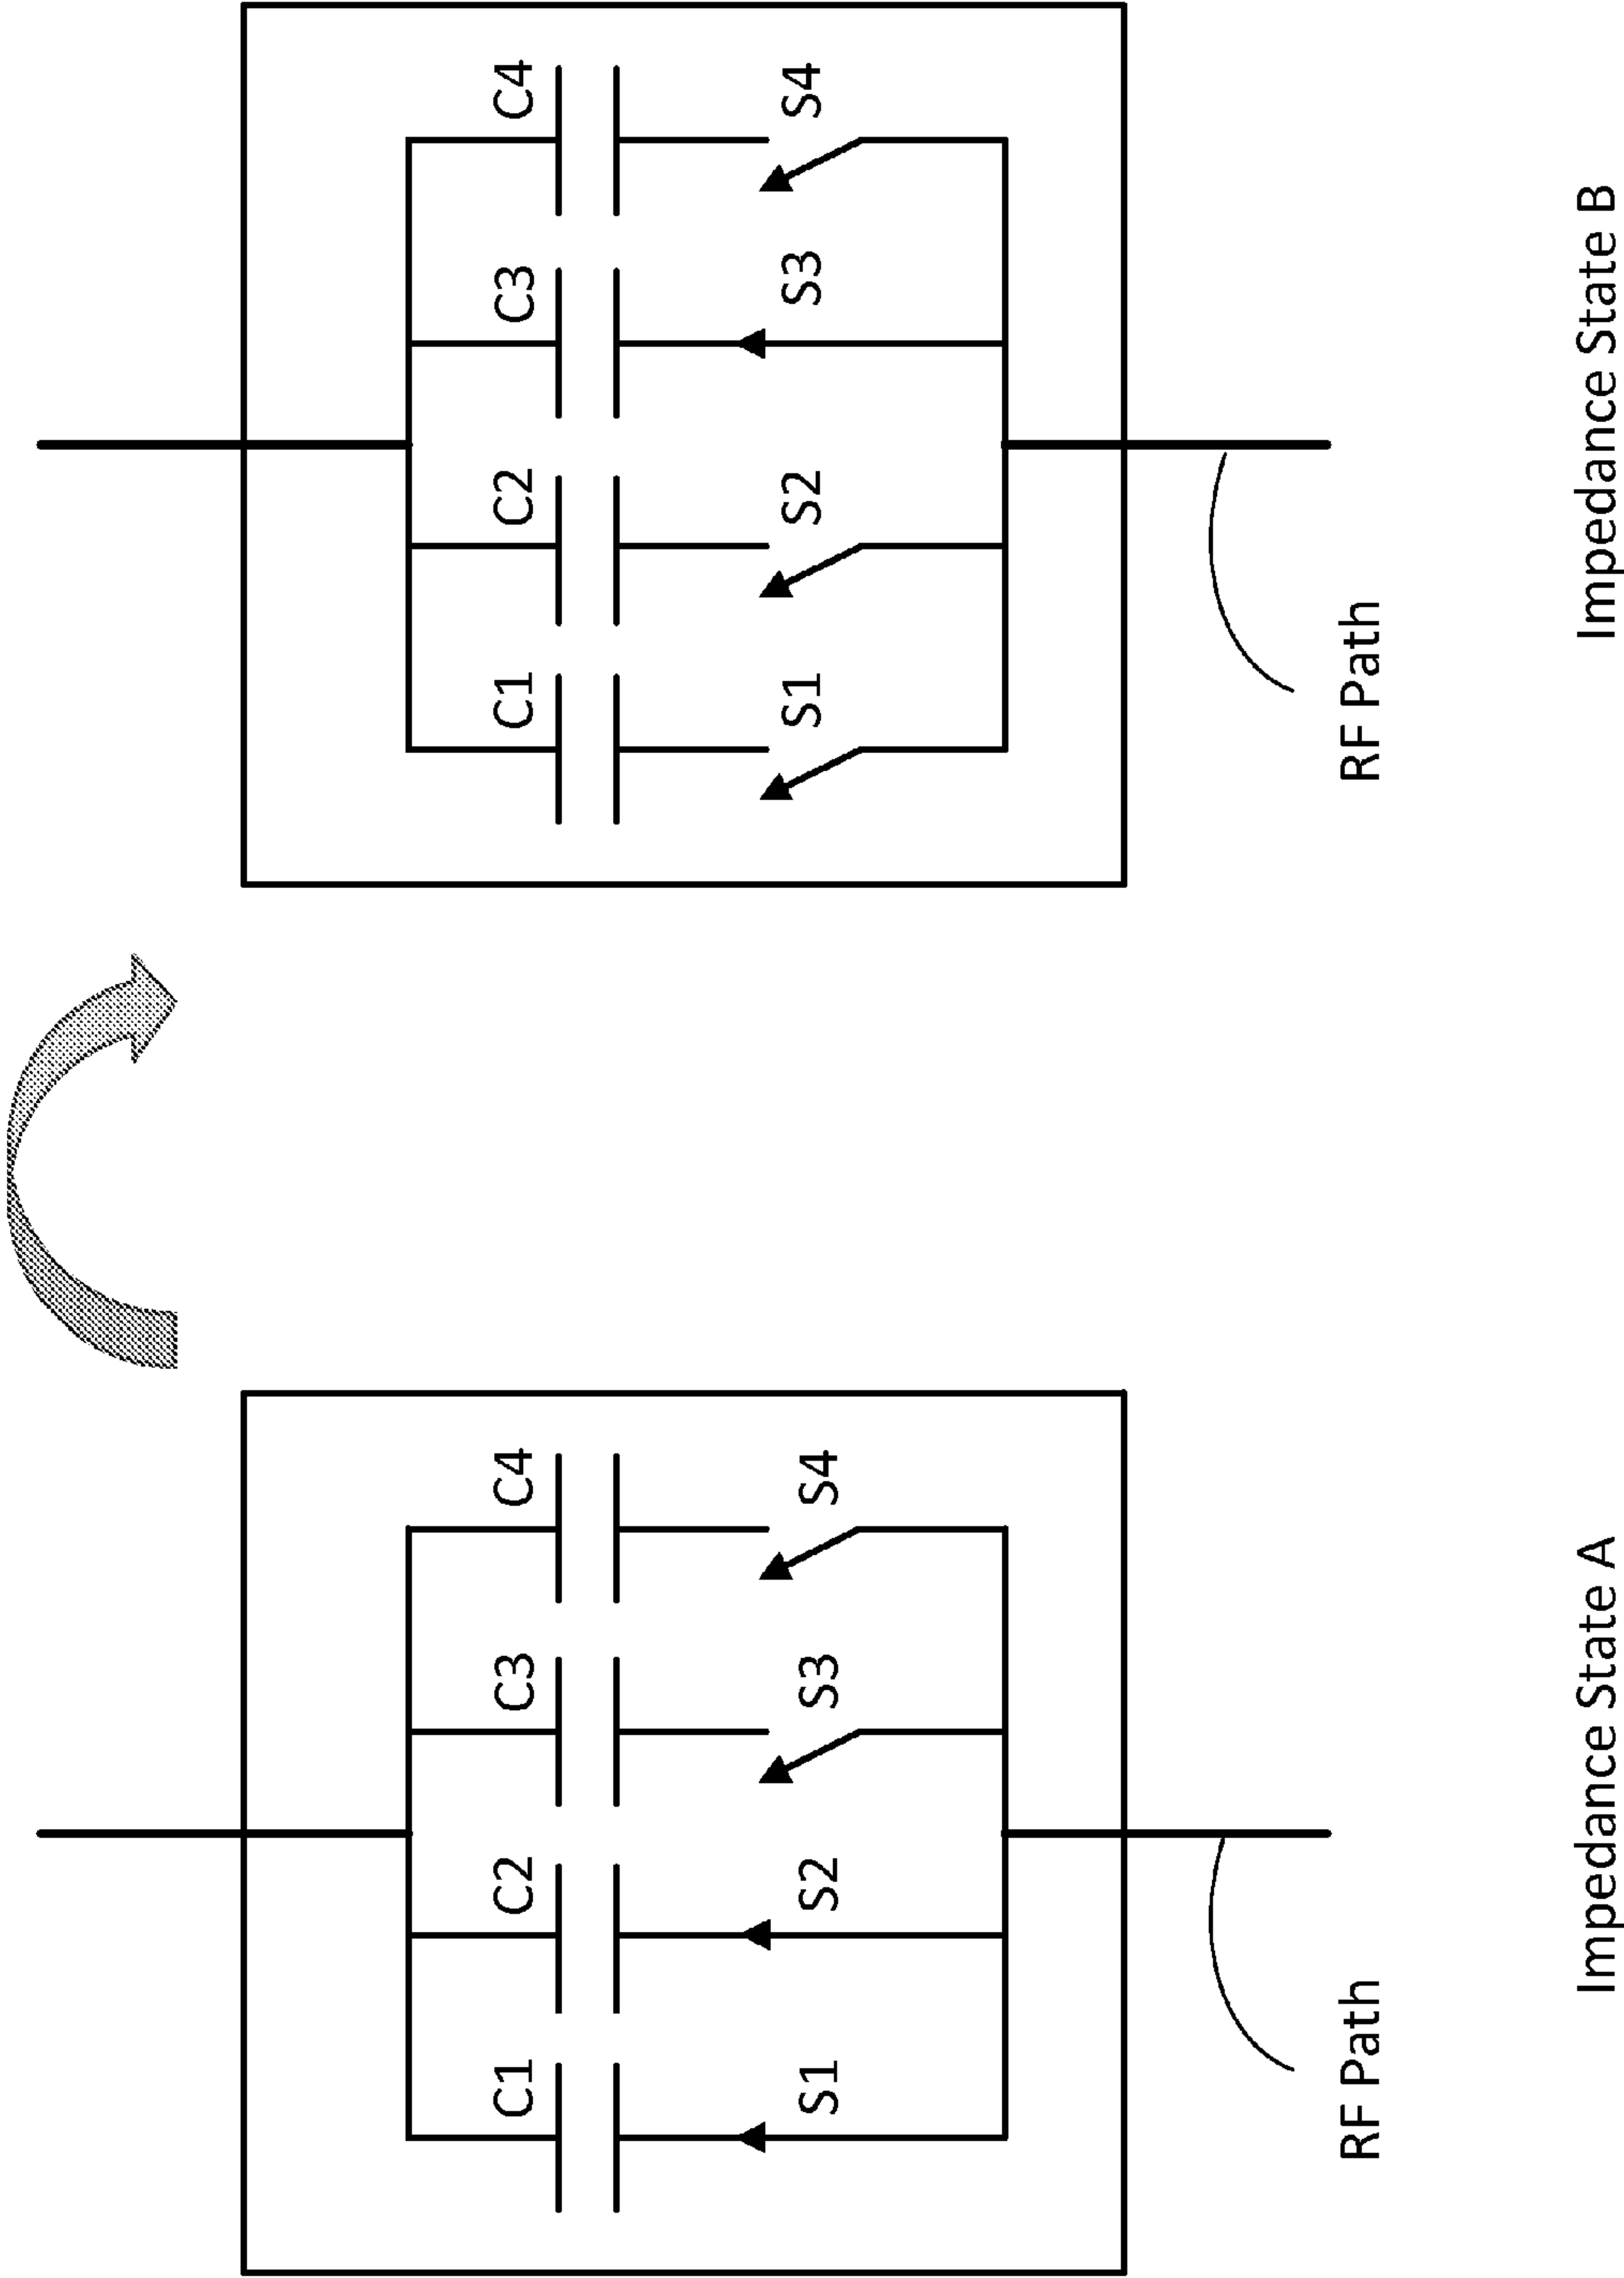 C1 C2 C3 C4
S1 S2 S3 S4
RF Path
Impedance State A
C1 C2 C3 C4
S1 S2 S3 S4
RF Path
Impedance State B